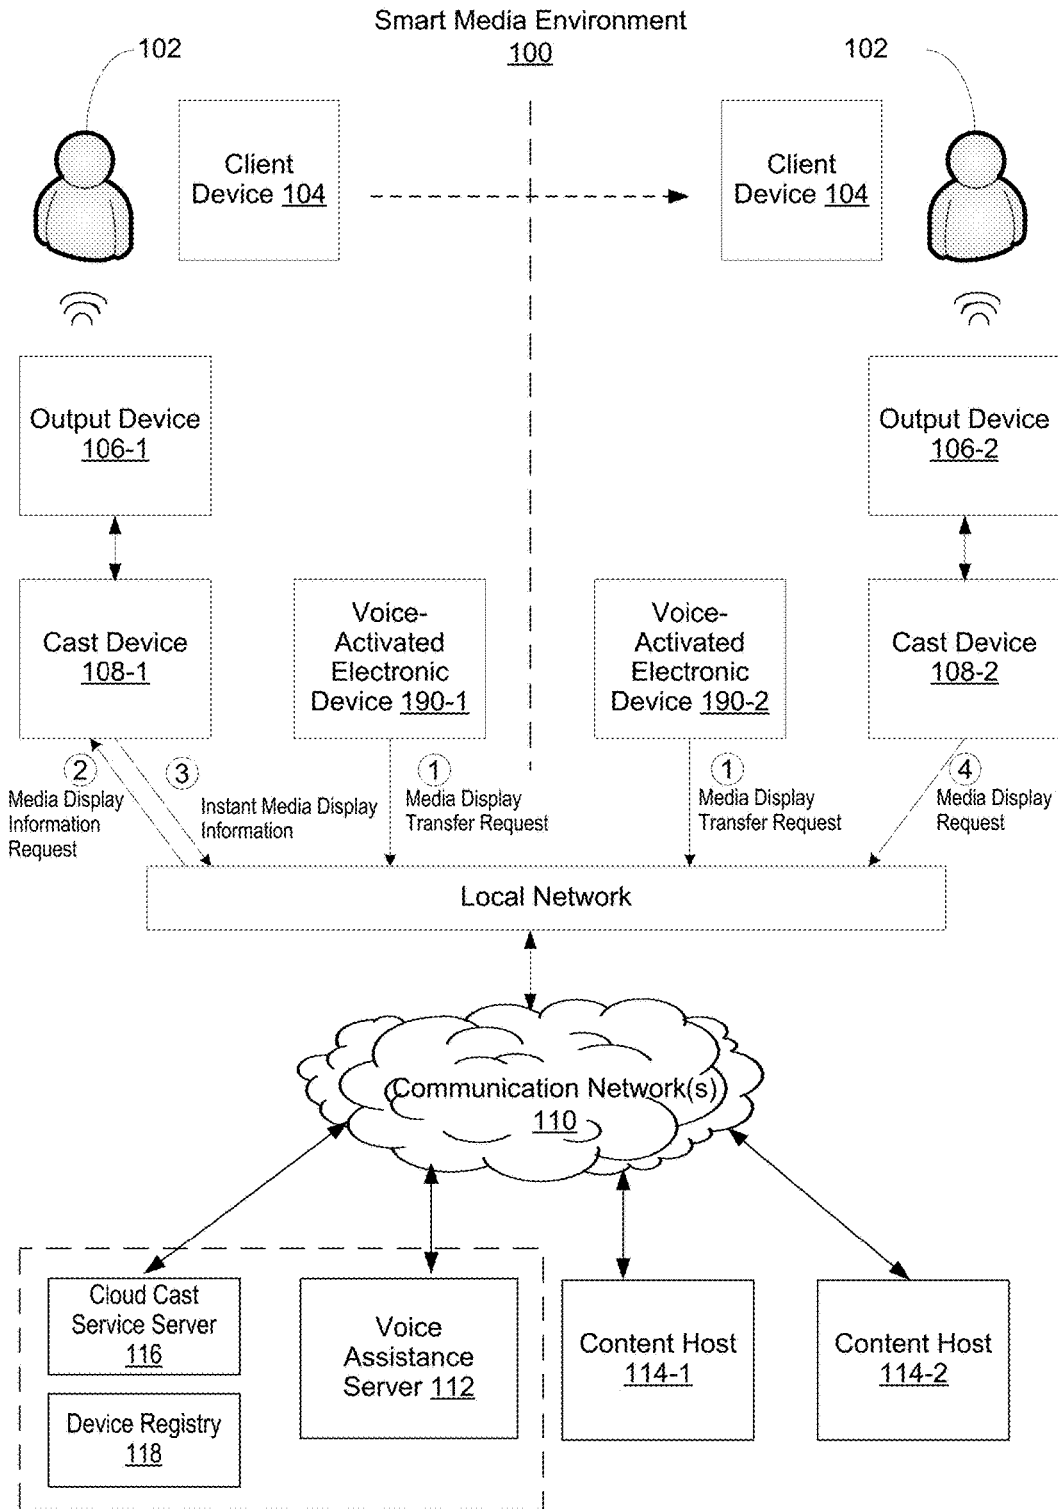 Smart Media Environment
100
102
102
Client
Device 104
Client
Device 104
Output Device
106-1
Output Device
106-2
Cast Device
108-1
Voice-
Activated
Electronic
Device 190-1
Voice-
Activated
Electronic
Device 190-2
Cast Device
108-2
2
Media Display
Information
Request
3
Instant Media Display
Information
1
Media Display
Transfer Request
1
Media Display
Transfer Request
4
Media Display
Request
Local Network
Communication Network(s)
110
Cloud Cast
Service Server
116
Device Registry
118
Voice
Assistance
Server 112
Content Host
114-1
Content Host
114-2